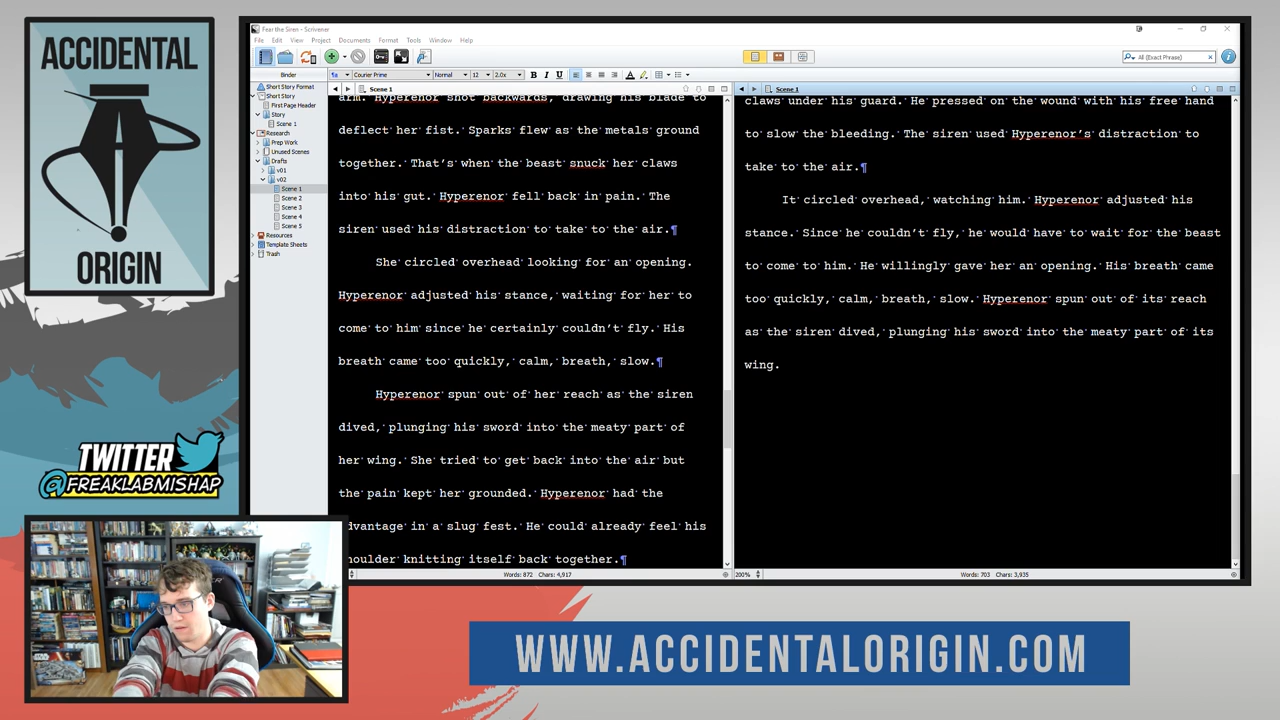 ACCIDENTAL
ORIGIN
TWITTER
@FREAKLABMISHAP
Fear the Siren - Scrivener
File Edit View Project Documents Format Tools Window Help
All (Exact Phrase)
Binder
Courier Prime Normal 12 2.0x B I U A
Short Story Format
Short Story
First Page Header
Story
Scene 1
Research
Prep Work
Unused Scenes
Drafts
v01
v02
Scene 1
Scene 2
Scene 3
Scene 4
Scene 5
Resources
Template Sheets
Trash
Scene 1
arm. Hyperenor shot backwards, drawing his blade to
deflect her fist. Sparks flew as the metals ground
together. That's when the beast snuck her claws
into his gut. Hyperenor fell back in pain. The
siren used his distraction to take to the air.¶
She circled overhead looking for an opening.
Hyperenor adjusted his stance, waiting for her to
come to him since he certainly couldn't fly. His
breath came too quickly, calm, breath, slow.¶
Hyperenor spun out of her reach as the siren
dived, plunging his sword into the meaty part of
her wing. She tried to get back into the air but
the pain kept her grounded. Hyperenor had the
advantage in a slug fest. He could already feel his
shoulder knitting itself back together.¶
Words: 872 Chars: 4,917
Scene 1
claws under his guard. He pressed on the wound with his free hand
to slow the bleeding. The siren used Hyperenor's distraction to
take to the air.¶
It circled overhead, watching him. Hyperenor adjusted his
stance. Since he couldn't fly, he would have to wait for the beast
to come to him. He willingly gave her an opening. His breath came
too quickly, calm, breath, slow. Hyperenor spun out of its reach
as the siren dived, plunging his sword into the meaty part of its
wing.
200%
Words: 703 Chars: 3,935
WWW.ACCIDENTALORIGIN.COM